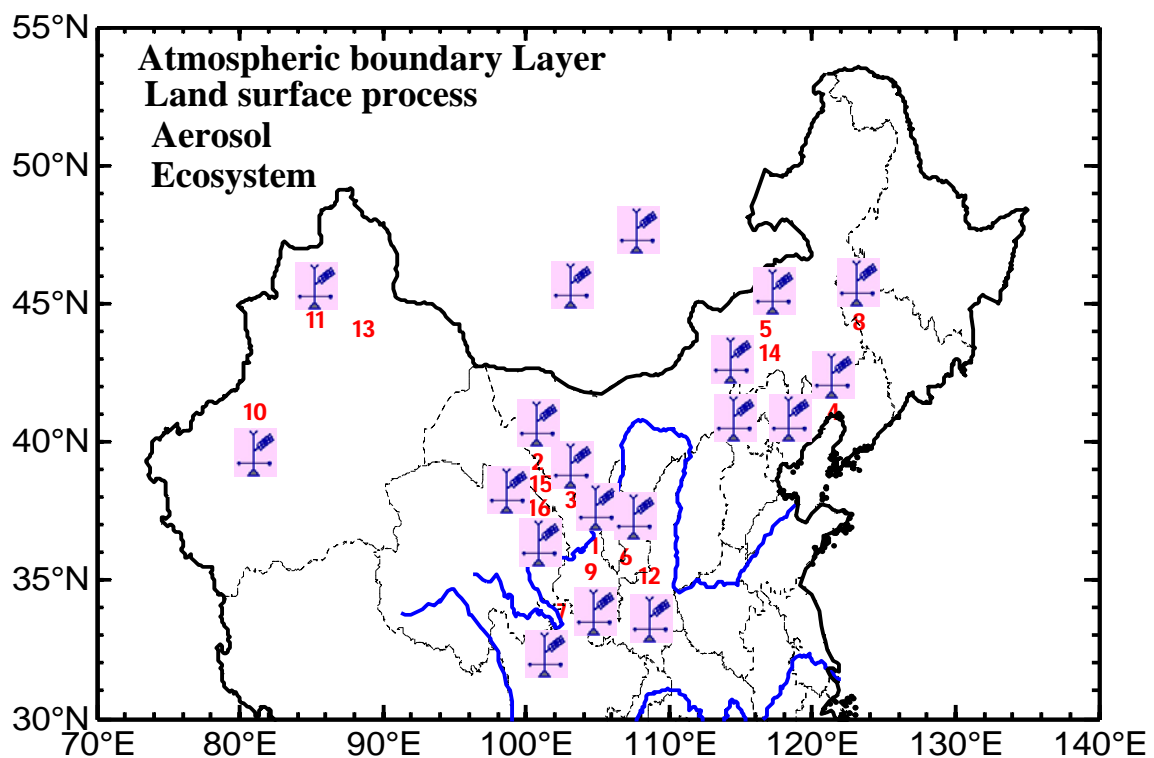 55°N
Atmospheric boundary Layer
Land surface process
Aerosol
Ecosystem
50°N
45°N
11
13
5
8
14
10
4
40°N
2
15
3
16
1
6
9
12
35°N
7
30°N
70°E 80°E 90°E 100°E 110°E 120°E 130°E 140°E